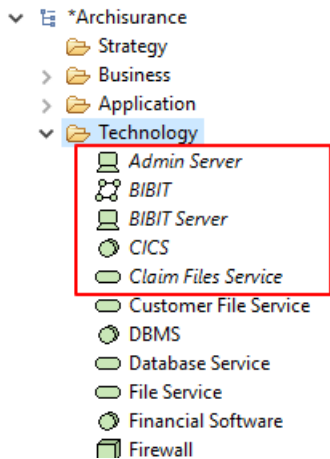 *Archisurance
Strategy
Business
Application
Technology
Admin Server
BIBIT
BIBIT Server
CICS
Claim Files Service
Customer File Service
DBMS
Database Service
File Service
Financial Software
Firewall